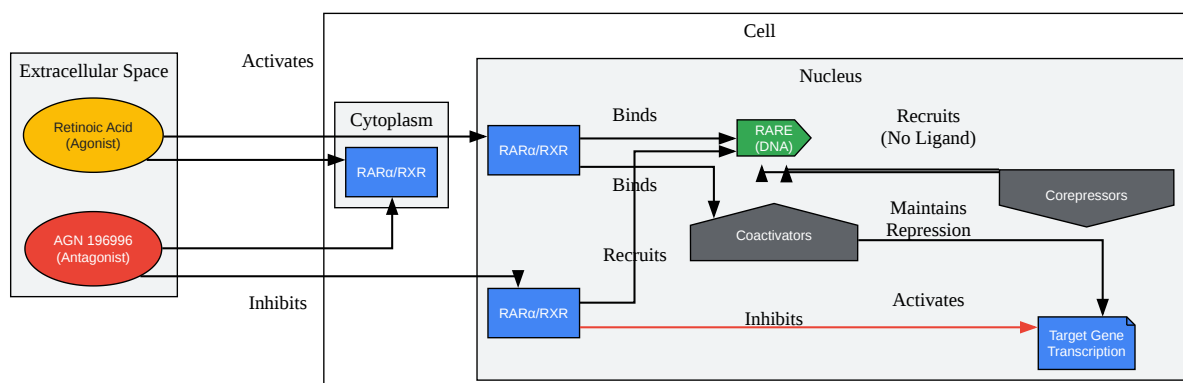 Cell
Activates
Extracellular Space
Nucleus
Retinoic Acid
(Agonist)
Cytoplasm
RARα/RXR
RARα/RXR
Binds
Binds
RARE
(DNA)
Recruits
(No Ligand)
Corepressors
AGN 196996
(Antagonist)
Coactivators
Maintains
Repression
Recruits
Inhibits
RARα/RXR
Inhibits
Activates
Target Gene
Transcription